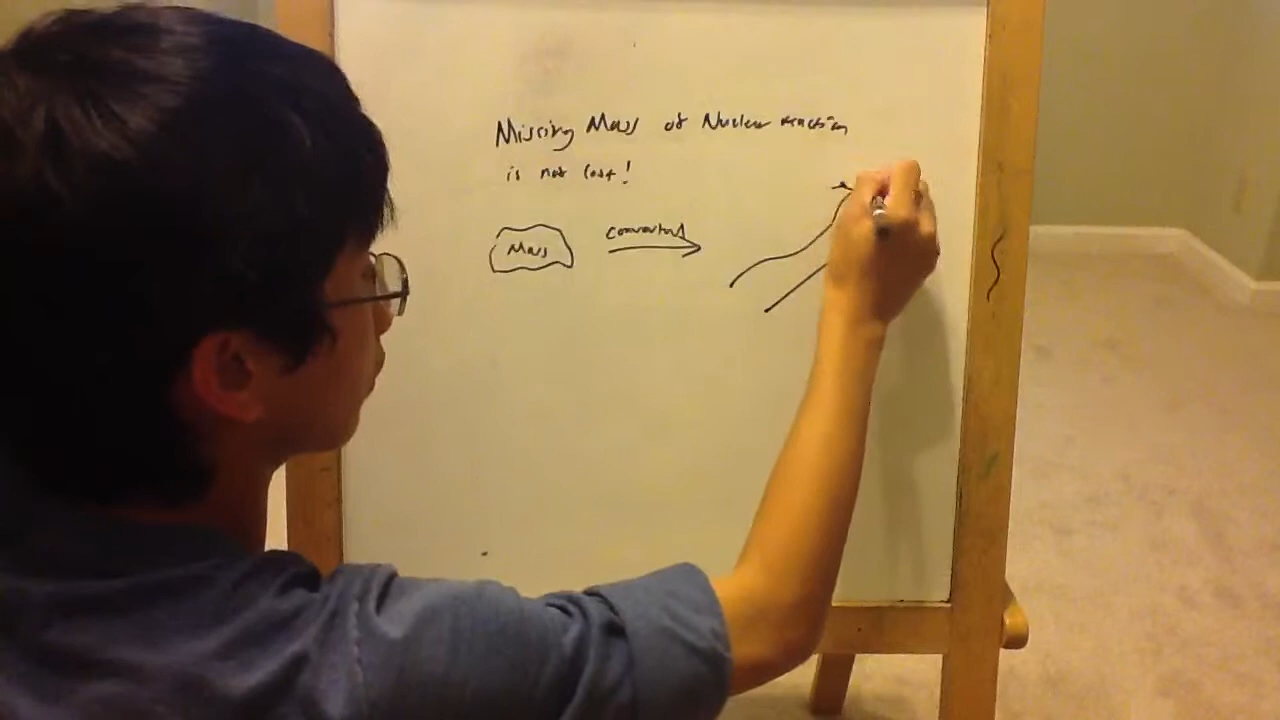 Missing Mass of Nuclear reaction
is not lost!
converted
Mass